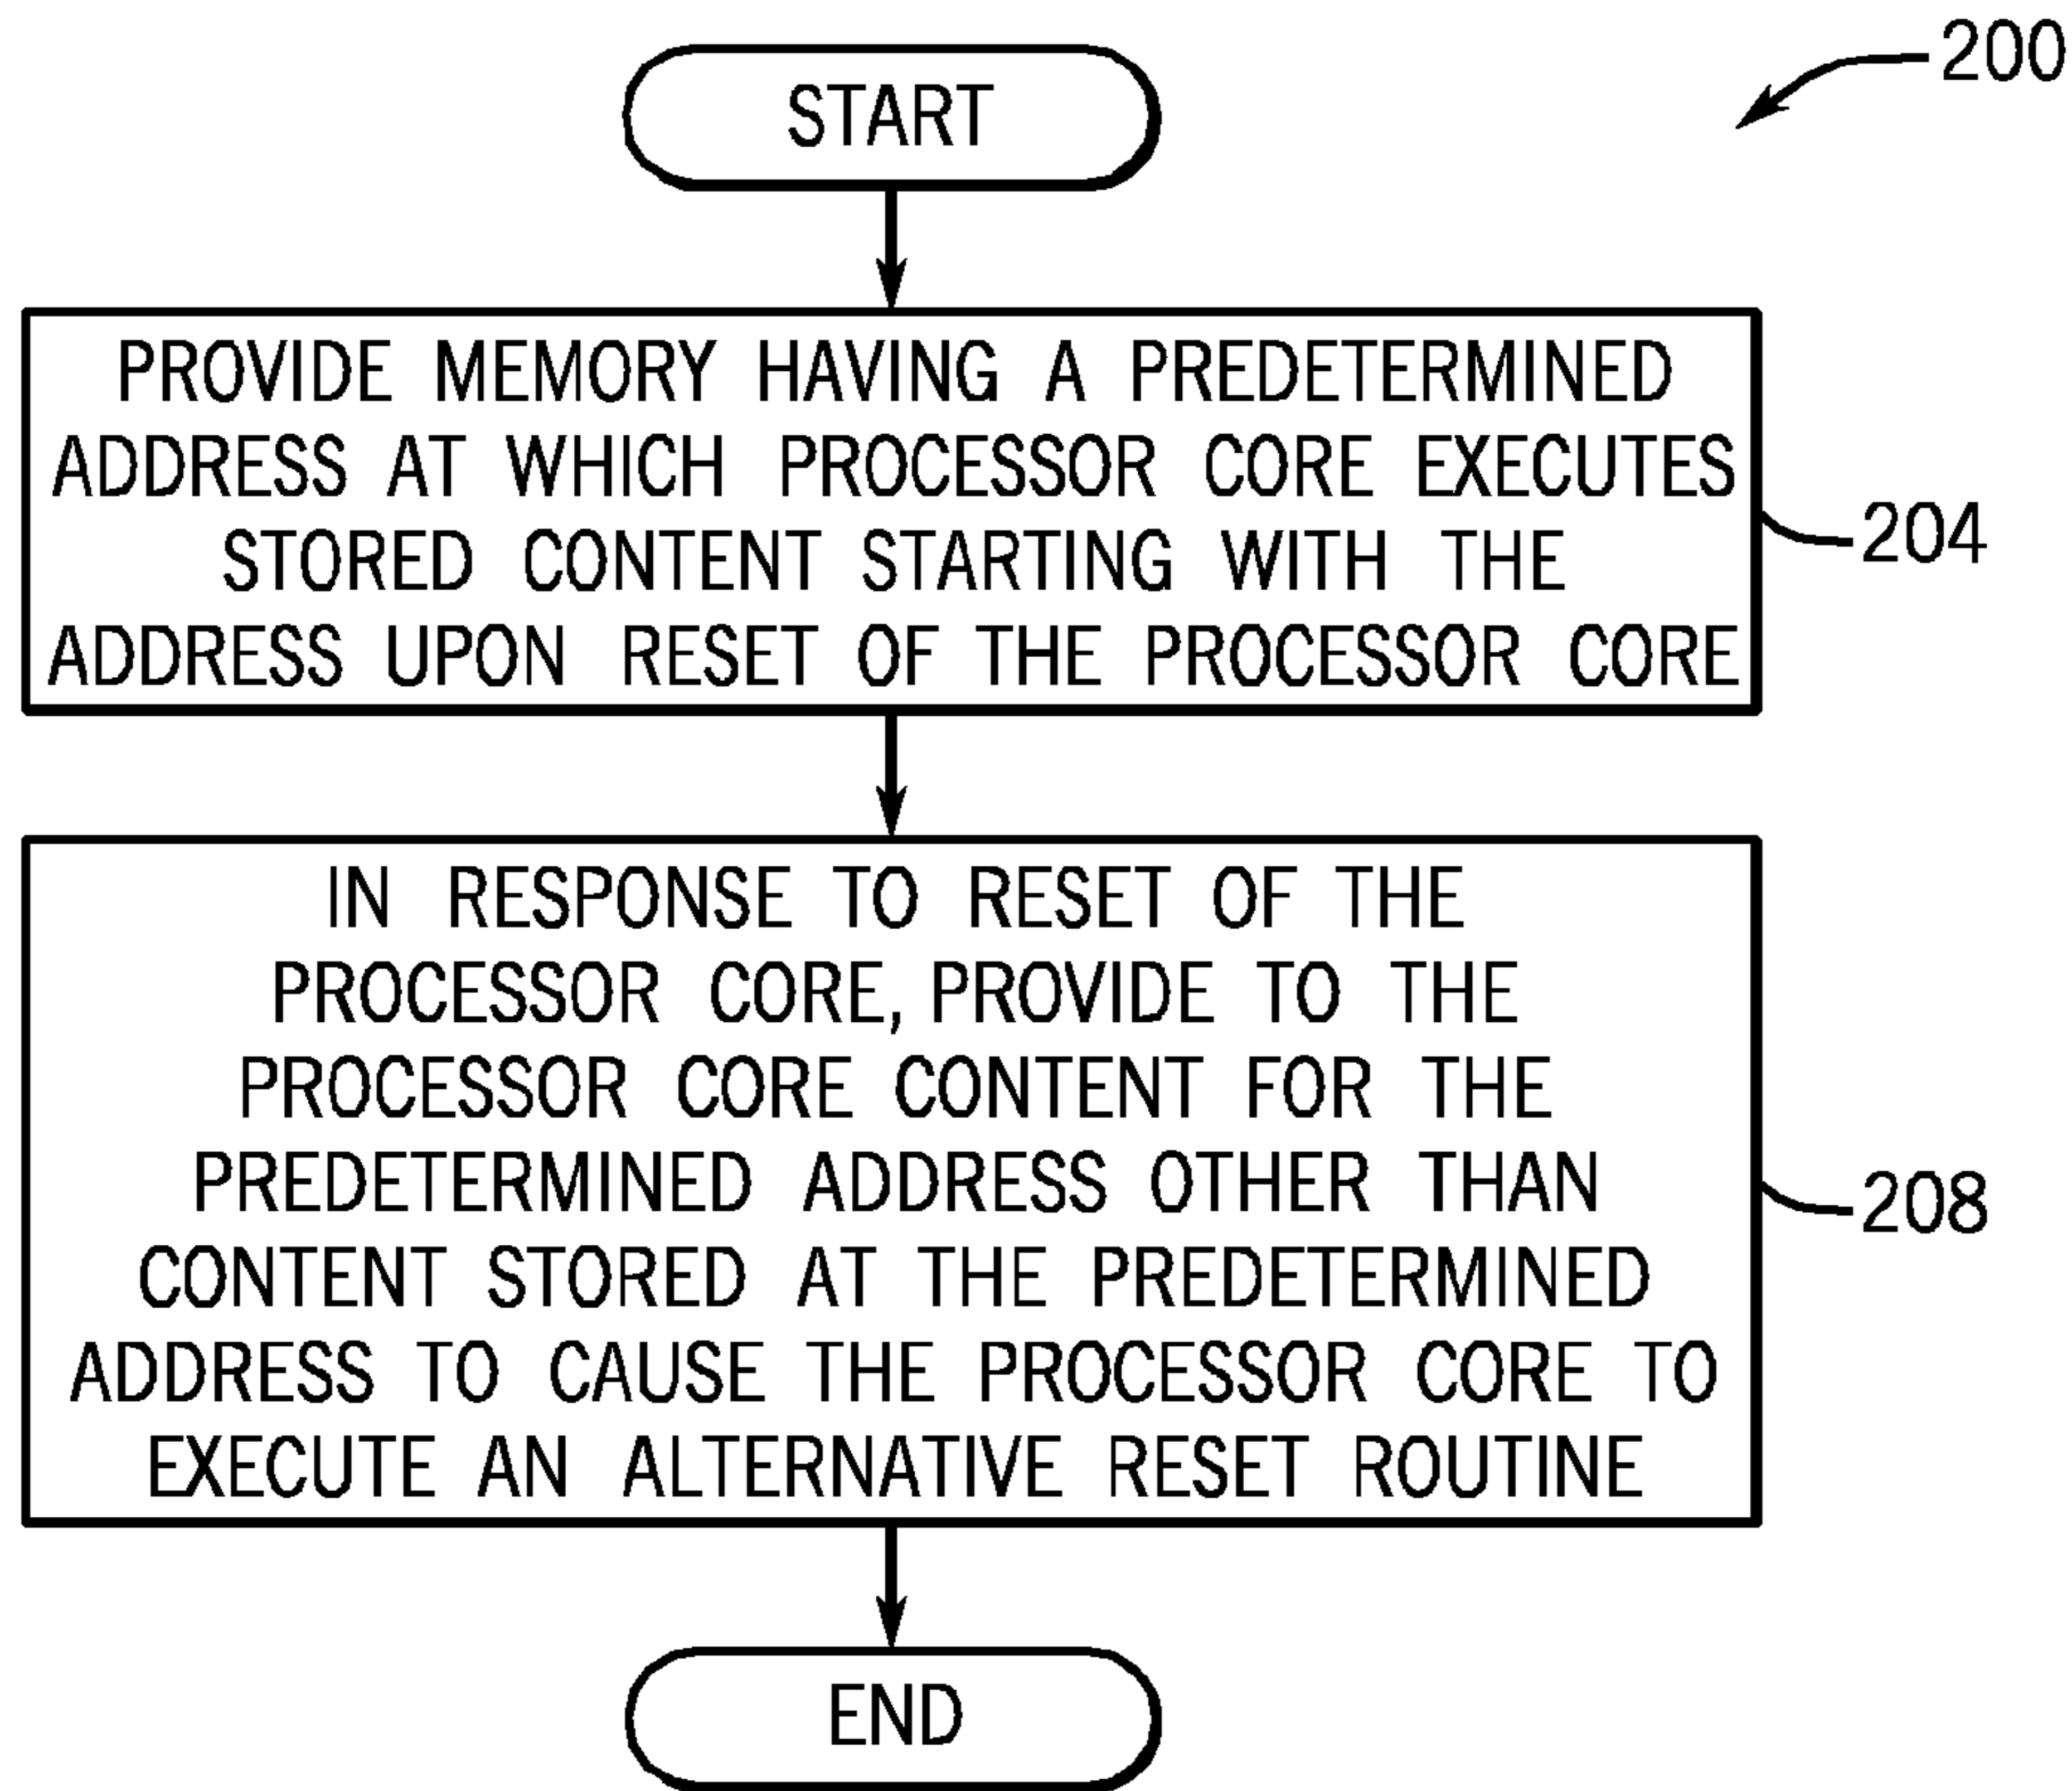 200
START
PROVIDE MEMORY HAVING A PREDETERMINED
ADDRESS AT WHICH PROCESSOR CORE EXECUTES
STORED CONTENT STARTING WITH THE
ADDRESS UPON RESET OF THE PROCESSOR CORE
204
IN RESPONSE TO RESET OF THE
PROCESSOR CORE, PROVIDE TO THE
PROCESSOR CORE CONTENT FOR THE
PREDETERMINED ADDRESS OTHER THAN
CONTENT STORED AT THE PREDETERMINED
ADDRESS TO CAUSE THE PROCESSOR CORE TO
EXECUTE AN ALTERNATIVE RESET ROUTINE
208
END